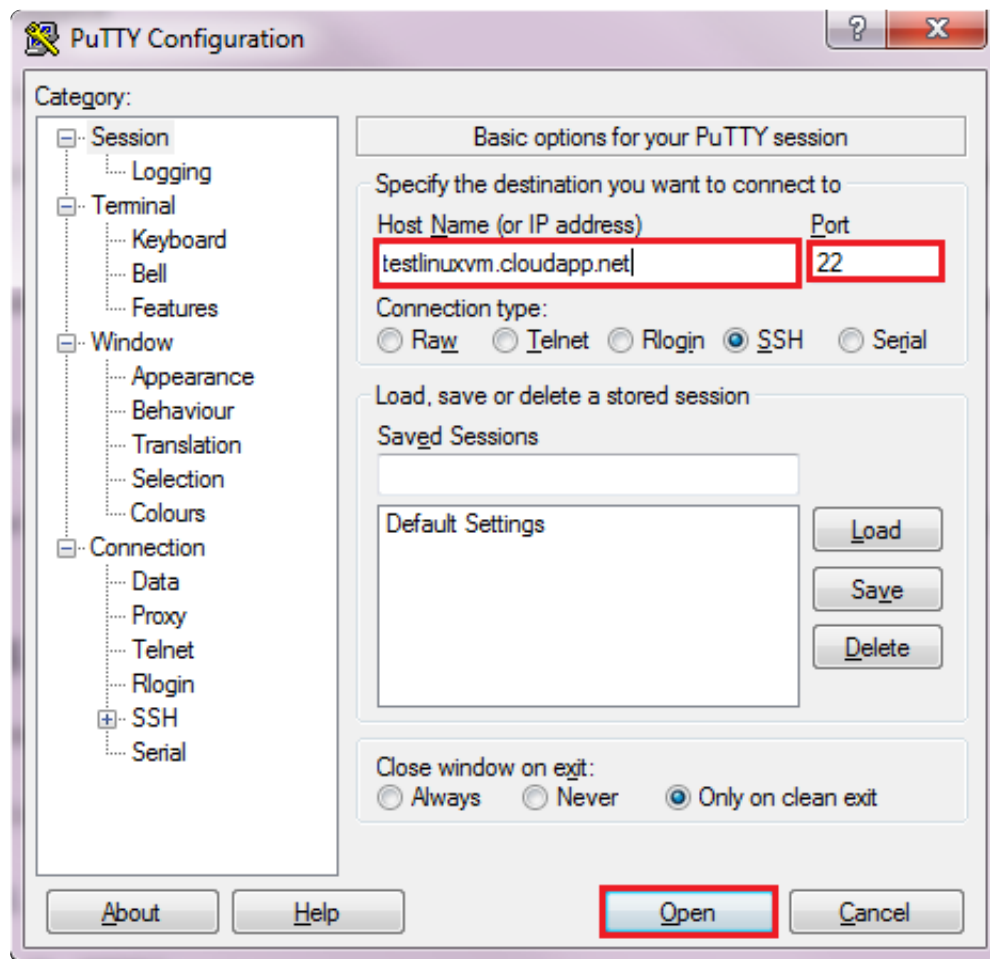 PuTTY Configuration
Category:
Session
Logging
Terminal
Keyboard
Bell
Features
Window
Appearance
Behaviour
Translation
Selection
Colours
Connection
Data
Proxy
Telnet
Rlogin
SSH
Serial
Basic options for your PuTTY session
Specify the destination you want to connect to
Host Name (or IP address) Port
testlinuxvm.cloudapp.net 22
Connection type:
Raw Telnet Rlogin SSH Serial
Load, save or delete a stored session
Saved Sessions
Default Settings
Load
Save
Delete
Close window on exit:
Always Never Only on clean exit
About Help Open Cancel